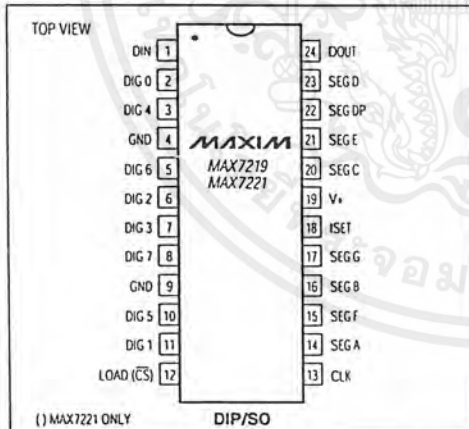 TOP VIEW
DIN 1
DIG 0 2
DIG 4 3
GND 4
DIG 6 5
DIG 2 6
DIG 3 7
DIG 7 8
GND 9
DIG 5 10
DIG 1 11
LOAD (C̅S̅) 12
MAXIM
MAX7219
MAX7221
24 DOUT
23 SEG D
22 SEG DP
21 SEG E
20 SEG C
19 V+
18 ISET
17 SEG G
16 SEG B
15 SEG F
14 SEG A
13 CLK
( ) MAX7221 ONLY
DIP/SO